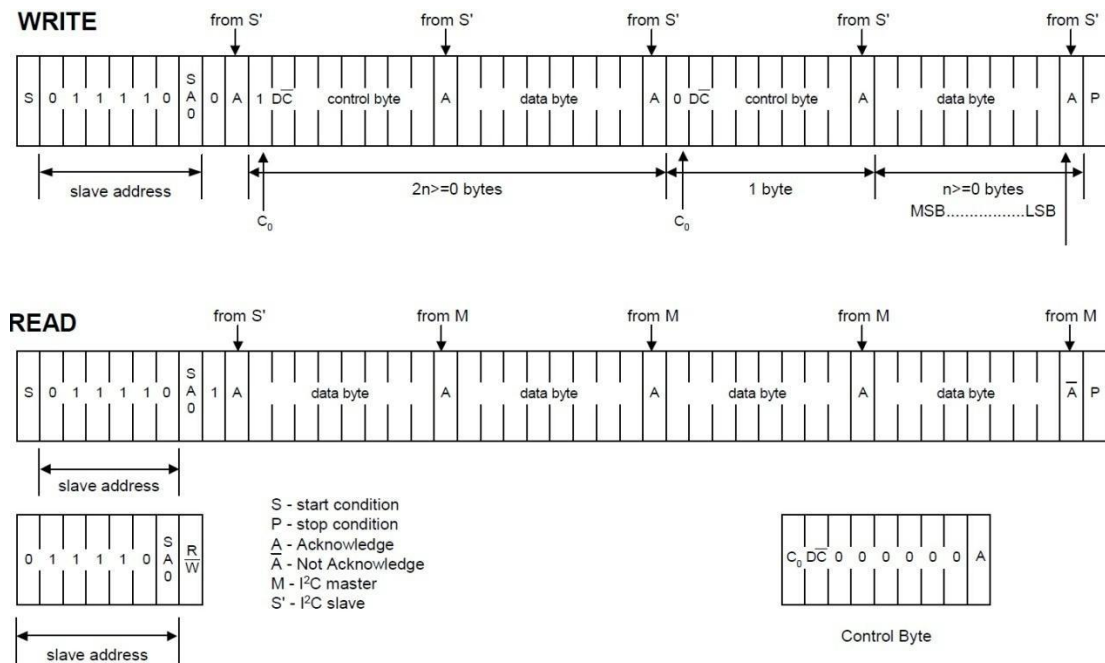 WRITE
from S' from S' from S' from S' from S'
S 0 1 1 1 1 0 SA0 0 A 1 DC̅ control byte A data byte A 0 DC̅ control byte A data byte A P
slave address 2n>=0 bytes 1 byte n>=0 bytes
MSB.................LSB
C₀ C₀
READ
from S' from M from M from M from M
S 0 1 1 1 1 0 SA0 1 A data byte A data byte A data byte A data byte A̅ P
slave address
S - start condition
P - stop condition
A - Acknowledge
A̅ - Not Acknowledge
M - I²C master
S' - I²C slave
0 1 1 1 1 0 SA0 R/W̅
slave address
C₀ DC̅ 0 0 0 0 0 0 A
Control Byte